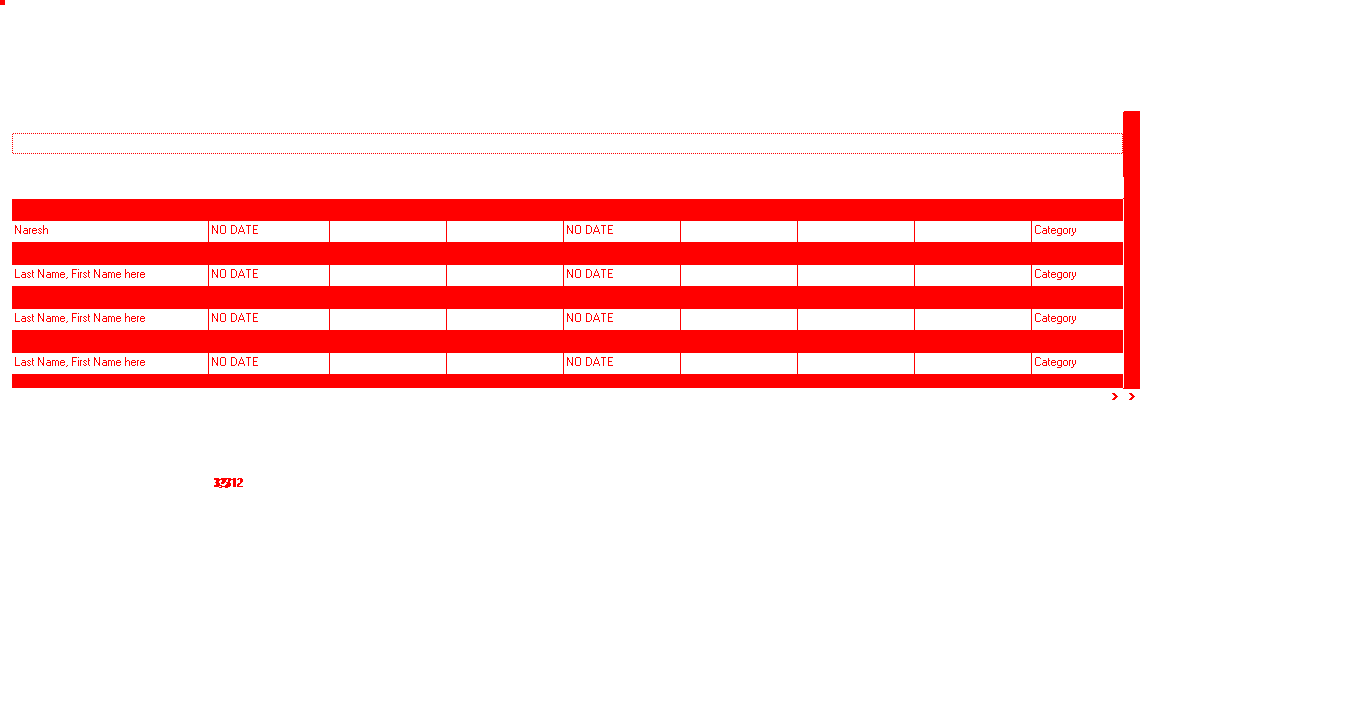 Naresh NO DATE NO DATE Category
Last Name, First Name here NO DATE NO DATE Category
Last Name, First Name here NO DATE NO DATE Category
Last Name, First Name here NO DATE NO DATE Category
> >